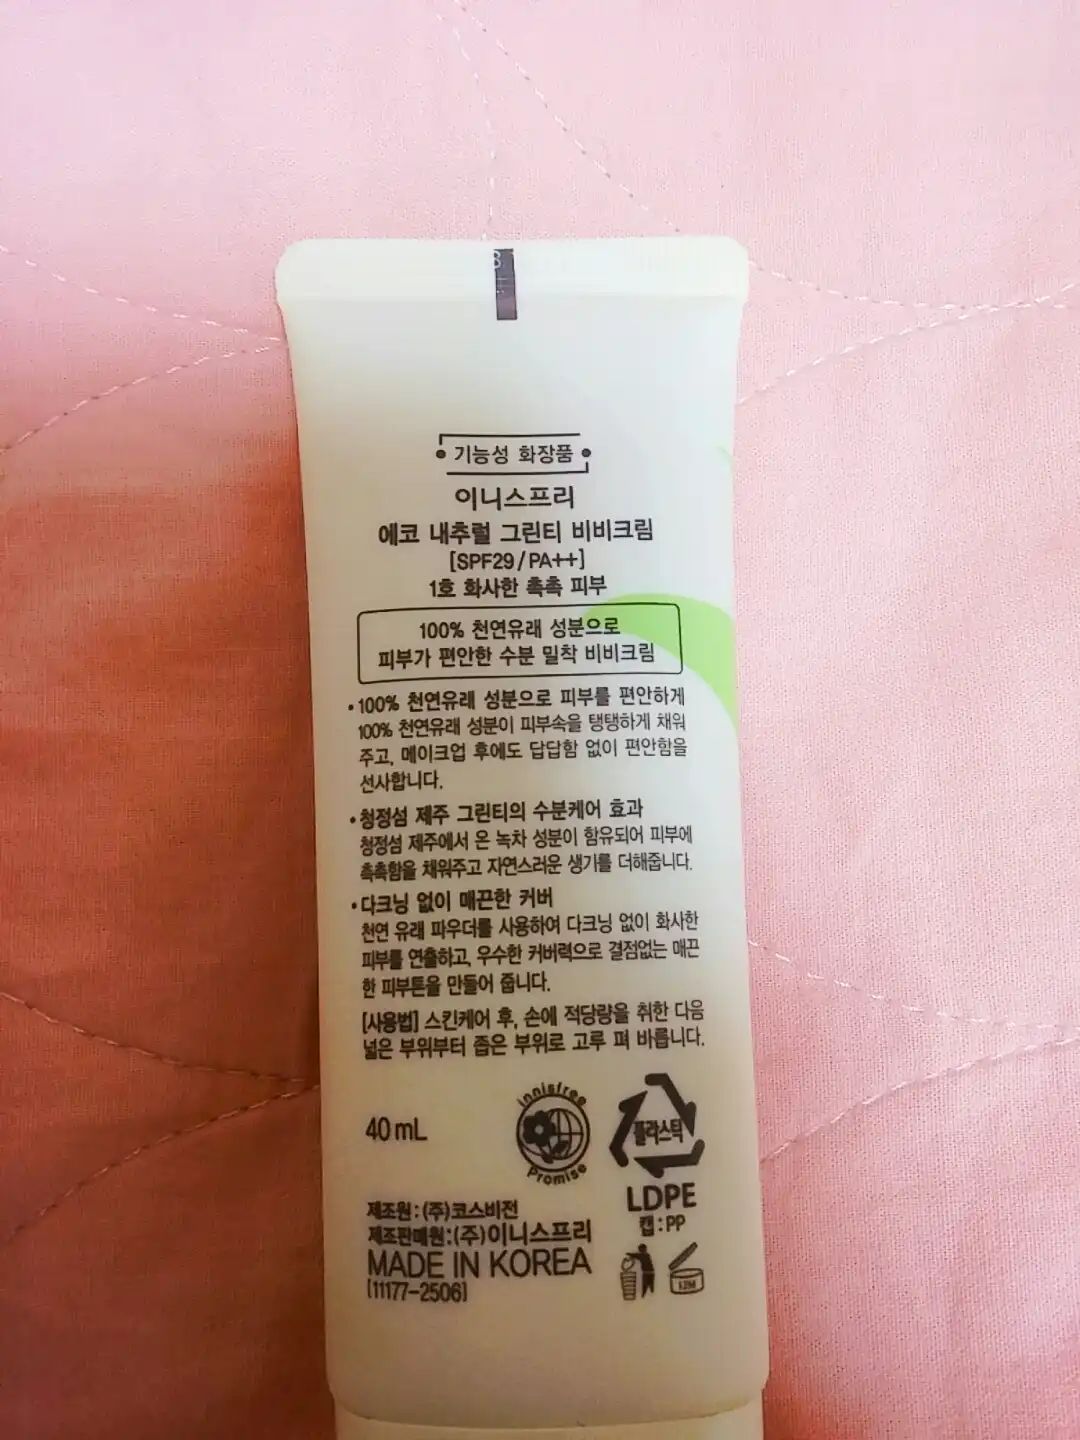 기능성 화장품
이니스프리
에코 내추럴 그린티 비비크림
[SPF29/PA++]
1호 화사한 촉촉 피부
100% 천연유래 성분으로
피부가 편안한 수분 밀착 비비크림
• 100% 천연유래 성분으로 피부를 편안하게
100% 천연유래 성분이 피부속을 탱탱하게 채워
주고, 메이크업 후에도 답답함 없이 편안함을
선사합니다.
• 청정섬 제주 그린티의 수분케어 효과
청정섬 제주에서 온 녹차 성분이 함유되어 피부에
촉촉함을 채워주고 자연스러운 생기를 더해줍니다.
• 다크닝 없이 매끈한 커버
천연 유래 파우더를 사용하여 다크닝 없이 화사한
피부를 연출하고, 우수한 커버력으로 결점없는 매끈
한 피부톤을 만들어 줍니다.
[사용법] 스킨케어 후, 손에 적당량을 취한 다음
넓은 부위부터 좁은 부위로 고루 펴 바릅니다.
40 mL
innisfree
Promise
플라스틱
LDPE
캡:PP
제조원:(주)코스비전
제조판매원:(주)이니스프리
MADE IN KOREA
[11177-2506]
12M